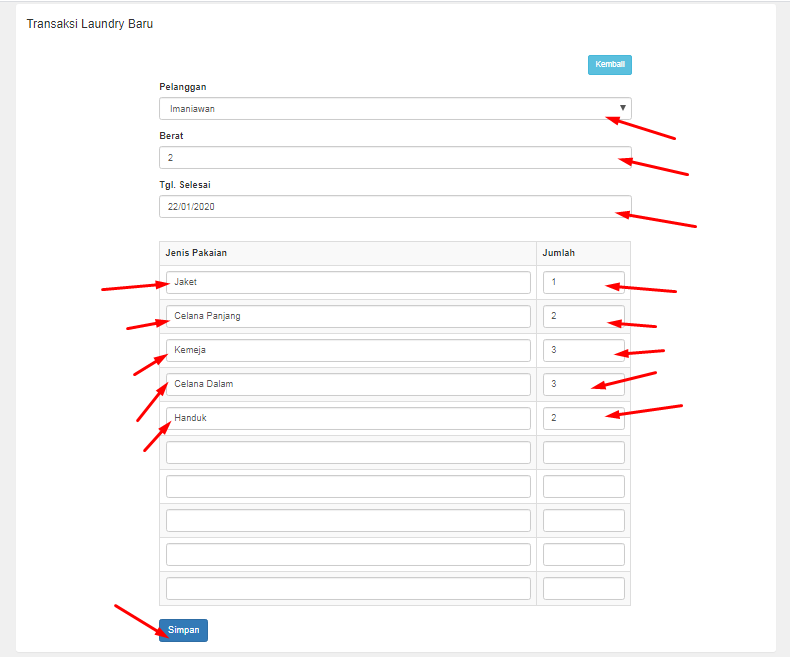 Transaksi Laundry Baru
Kembali
Pelanggan
Imaniawan
Berat
2
Tgl. Selesai
22/01/2020
Jenis Pakaian Jumlah
Jaket 1
Celana Panjang 2
Kemeja 3
Celana Dalam 3
Handuk 2
Simpan